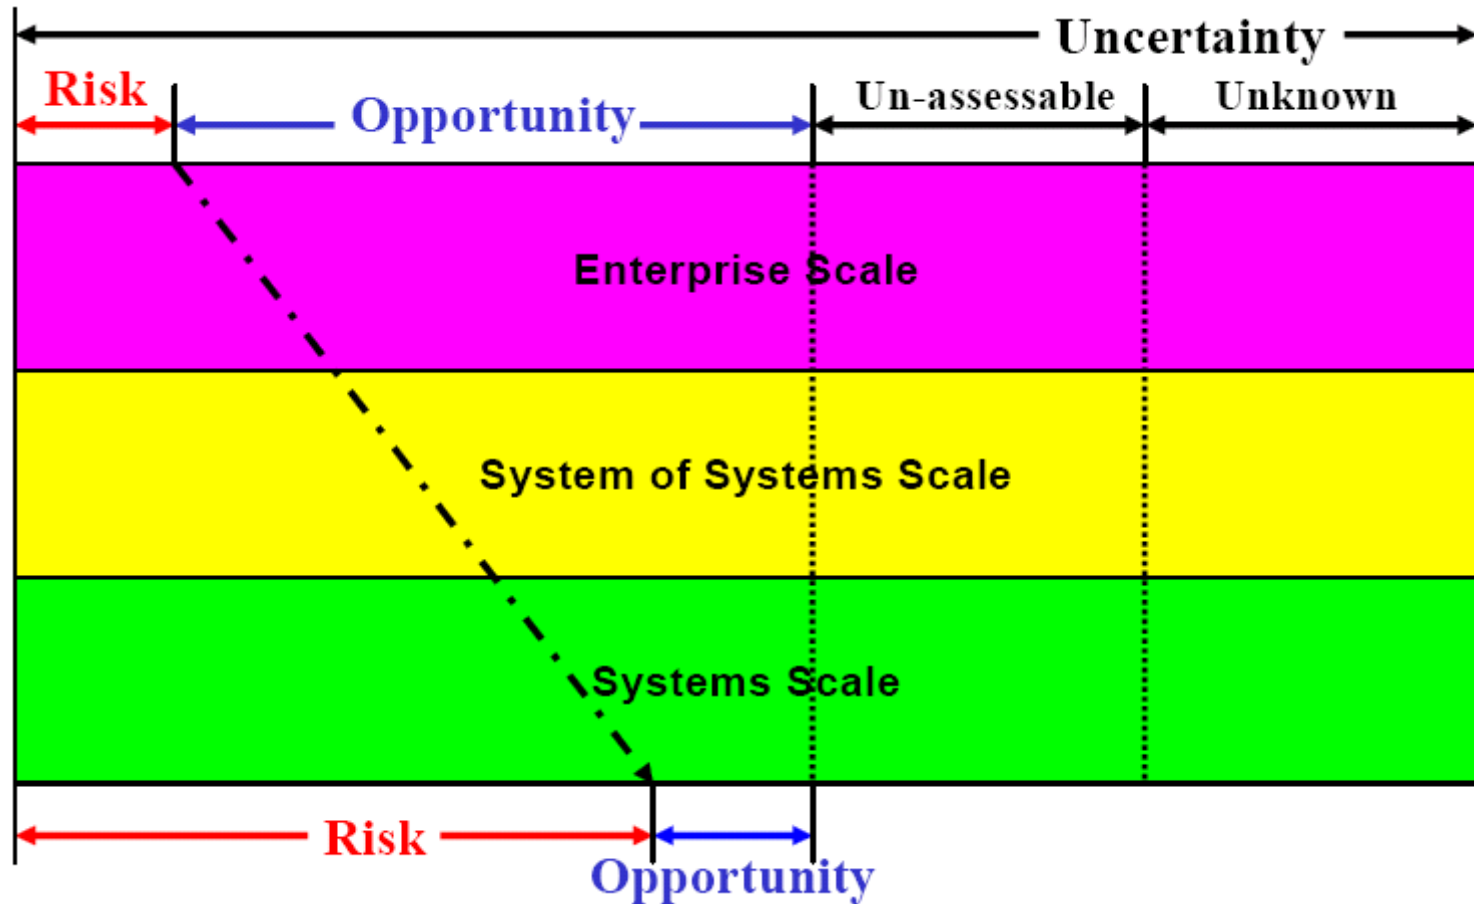 Uncertainty
Risk
Opportunity
Un-assessable
Unknown
Enterprise Scale
System of Systems Scale
Systems Scale
Risk
Opportunity